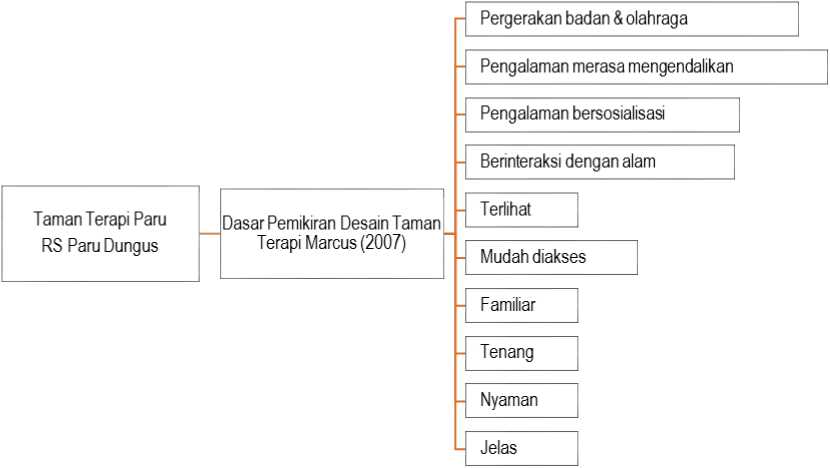 Taman Terapi Paru
RS Paru Dungus
Dasar Pemikiran Desain Taman
Terapi Marcus (2007)
Pergerakan badan & olahraga
Pengalaman merasa mengendalikan
Pengalaman bersosialisasi
Berinteraksi dengan alam
Terlihat
Mudah diakses
Familiar
Tenang
Nyaman
Jelas